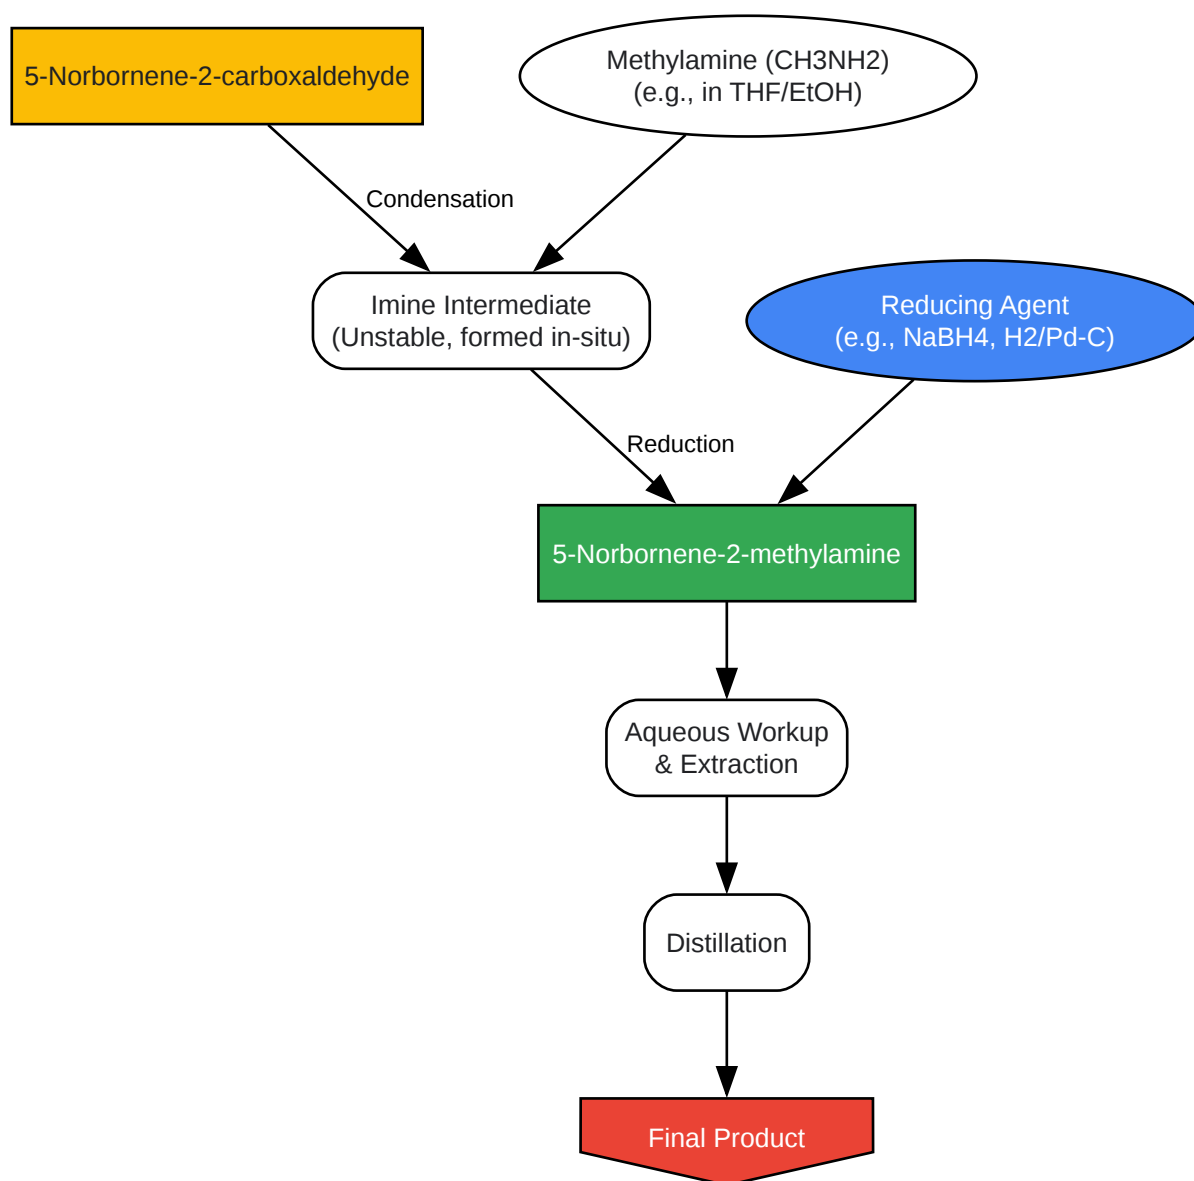 5-Norbornene-2-carboxaldehyde
Methylamine (CH3NH2)
(e.g., in THF/EtOH)
Condensation
Imine Intermediate
(Unstable, formed in-situ)
Reducing Agent
(e.g., NaBH4, H2/Pd-C)
Reduction
5-Norbornene-2-methylamine
Aqueous Workup
& Extraction
Distillation
Final Product